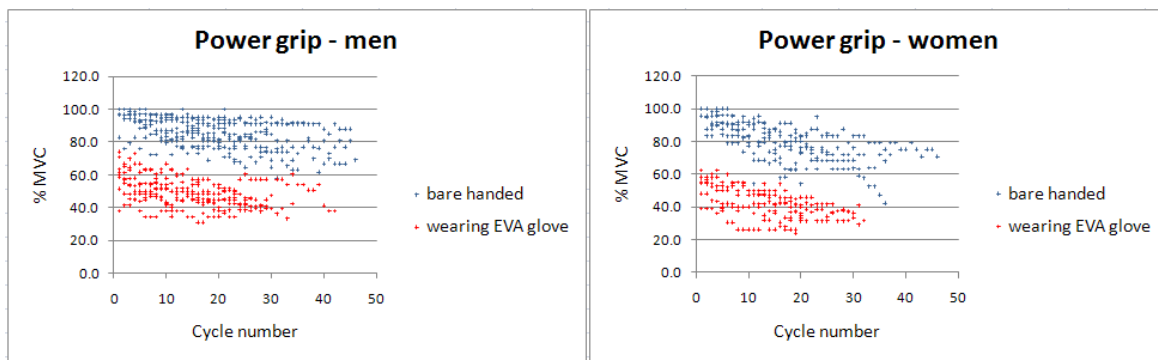 Power grip - men
120.0
100.0
80.0
60.0
40.0
20.0
0.0
% MVC
0 10 20 30 40 50
Cycle number
bare handed
wearing EVA glove
Power grip - women
120.0
100.0
80.0
60.0
40.0
20.0
0.0
% MVC
0 10 20 30 40 50
Cycle number
bare handed
wearing EVA glove